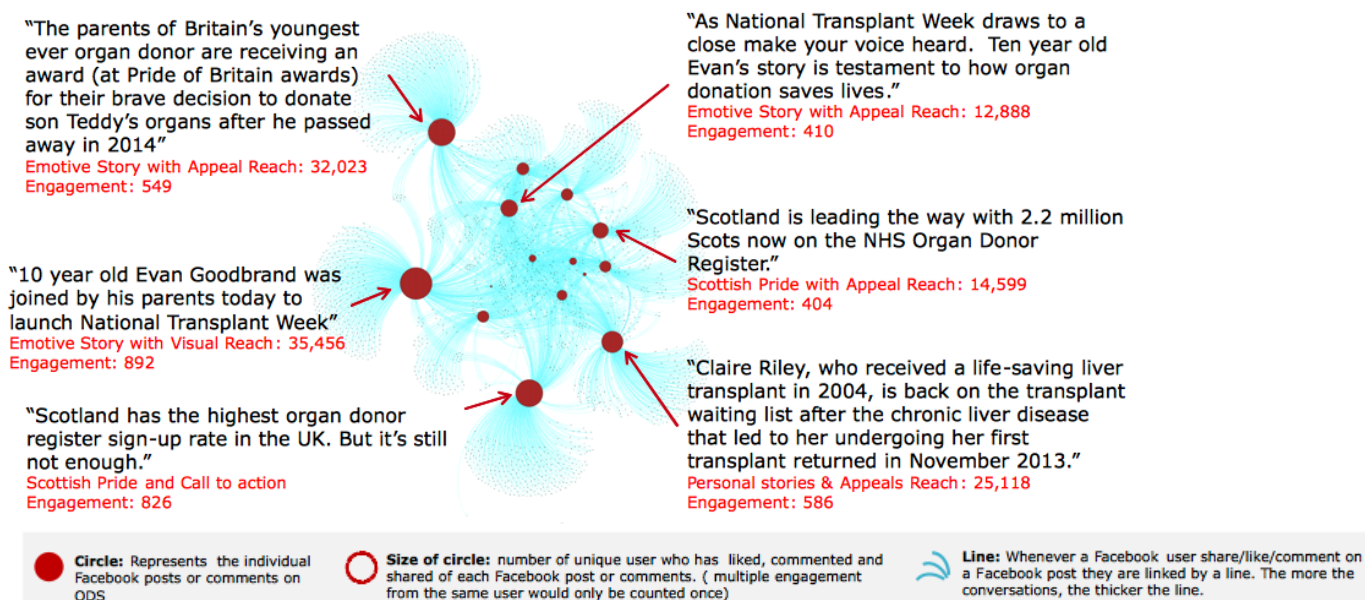 “The parents of Britain’s youngest
ever organ donor are receiving an
award (at Pride of Britain awards)
for their brave decision to donate
son Teddy’s organs after he passed
away in 2014”
Emotive Story with Appeal Reach: 32,023
Engagement: 549
“10 year old Evan Goodbrand was
joined by his parents today to
launch National Transplant Week”
Emotive Story with Visual Reach: 35,456
Engagement: 892
“Scotland has the highest organ donor
register sign-up rate in the UK. But it’s still
not enough.”
Scottish Pride and Call to action
Engagement: 826
“As National Transplant Week draws to a
close make your voice heard.  Ten year old
Evan’s story is testament to how organ
donation saves lives.”
Emotive Story with Appeal Reach: 12,888
Engagement: 410
“Scotland is leading the way with 2.2 million
Scots now on the NHS Organ Donor
Register.”
Scottish Pride with Appeal Reach: 14,599
Engagement: 404
“Claire Riley, who received a life-saving liver
transplant in 2004, is back on the transplant
waiting list after the chronic liver disease
that led to her undergoing her first
transplant returned in November 2013.”
Personal stories & Appeals Reach: 25,118
Engagement: 586
Circle: Represents  the individual
Facebook posts or comments on
ODS
Size of circle: number of unique user who has  liked, commented and
shared of each Facebook post or comments. ( multiple engagement
from the same user would only be counted once)
Line: Whenever a Facebook  user share/like/comment on
a Facebook post they are linked by a line. The more the
conversations, the thicker the line.